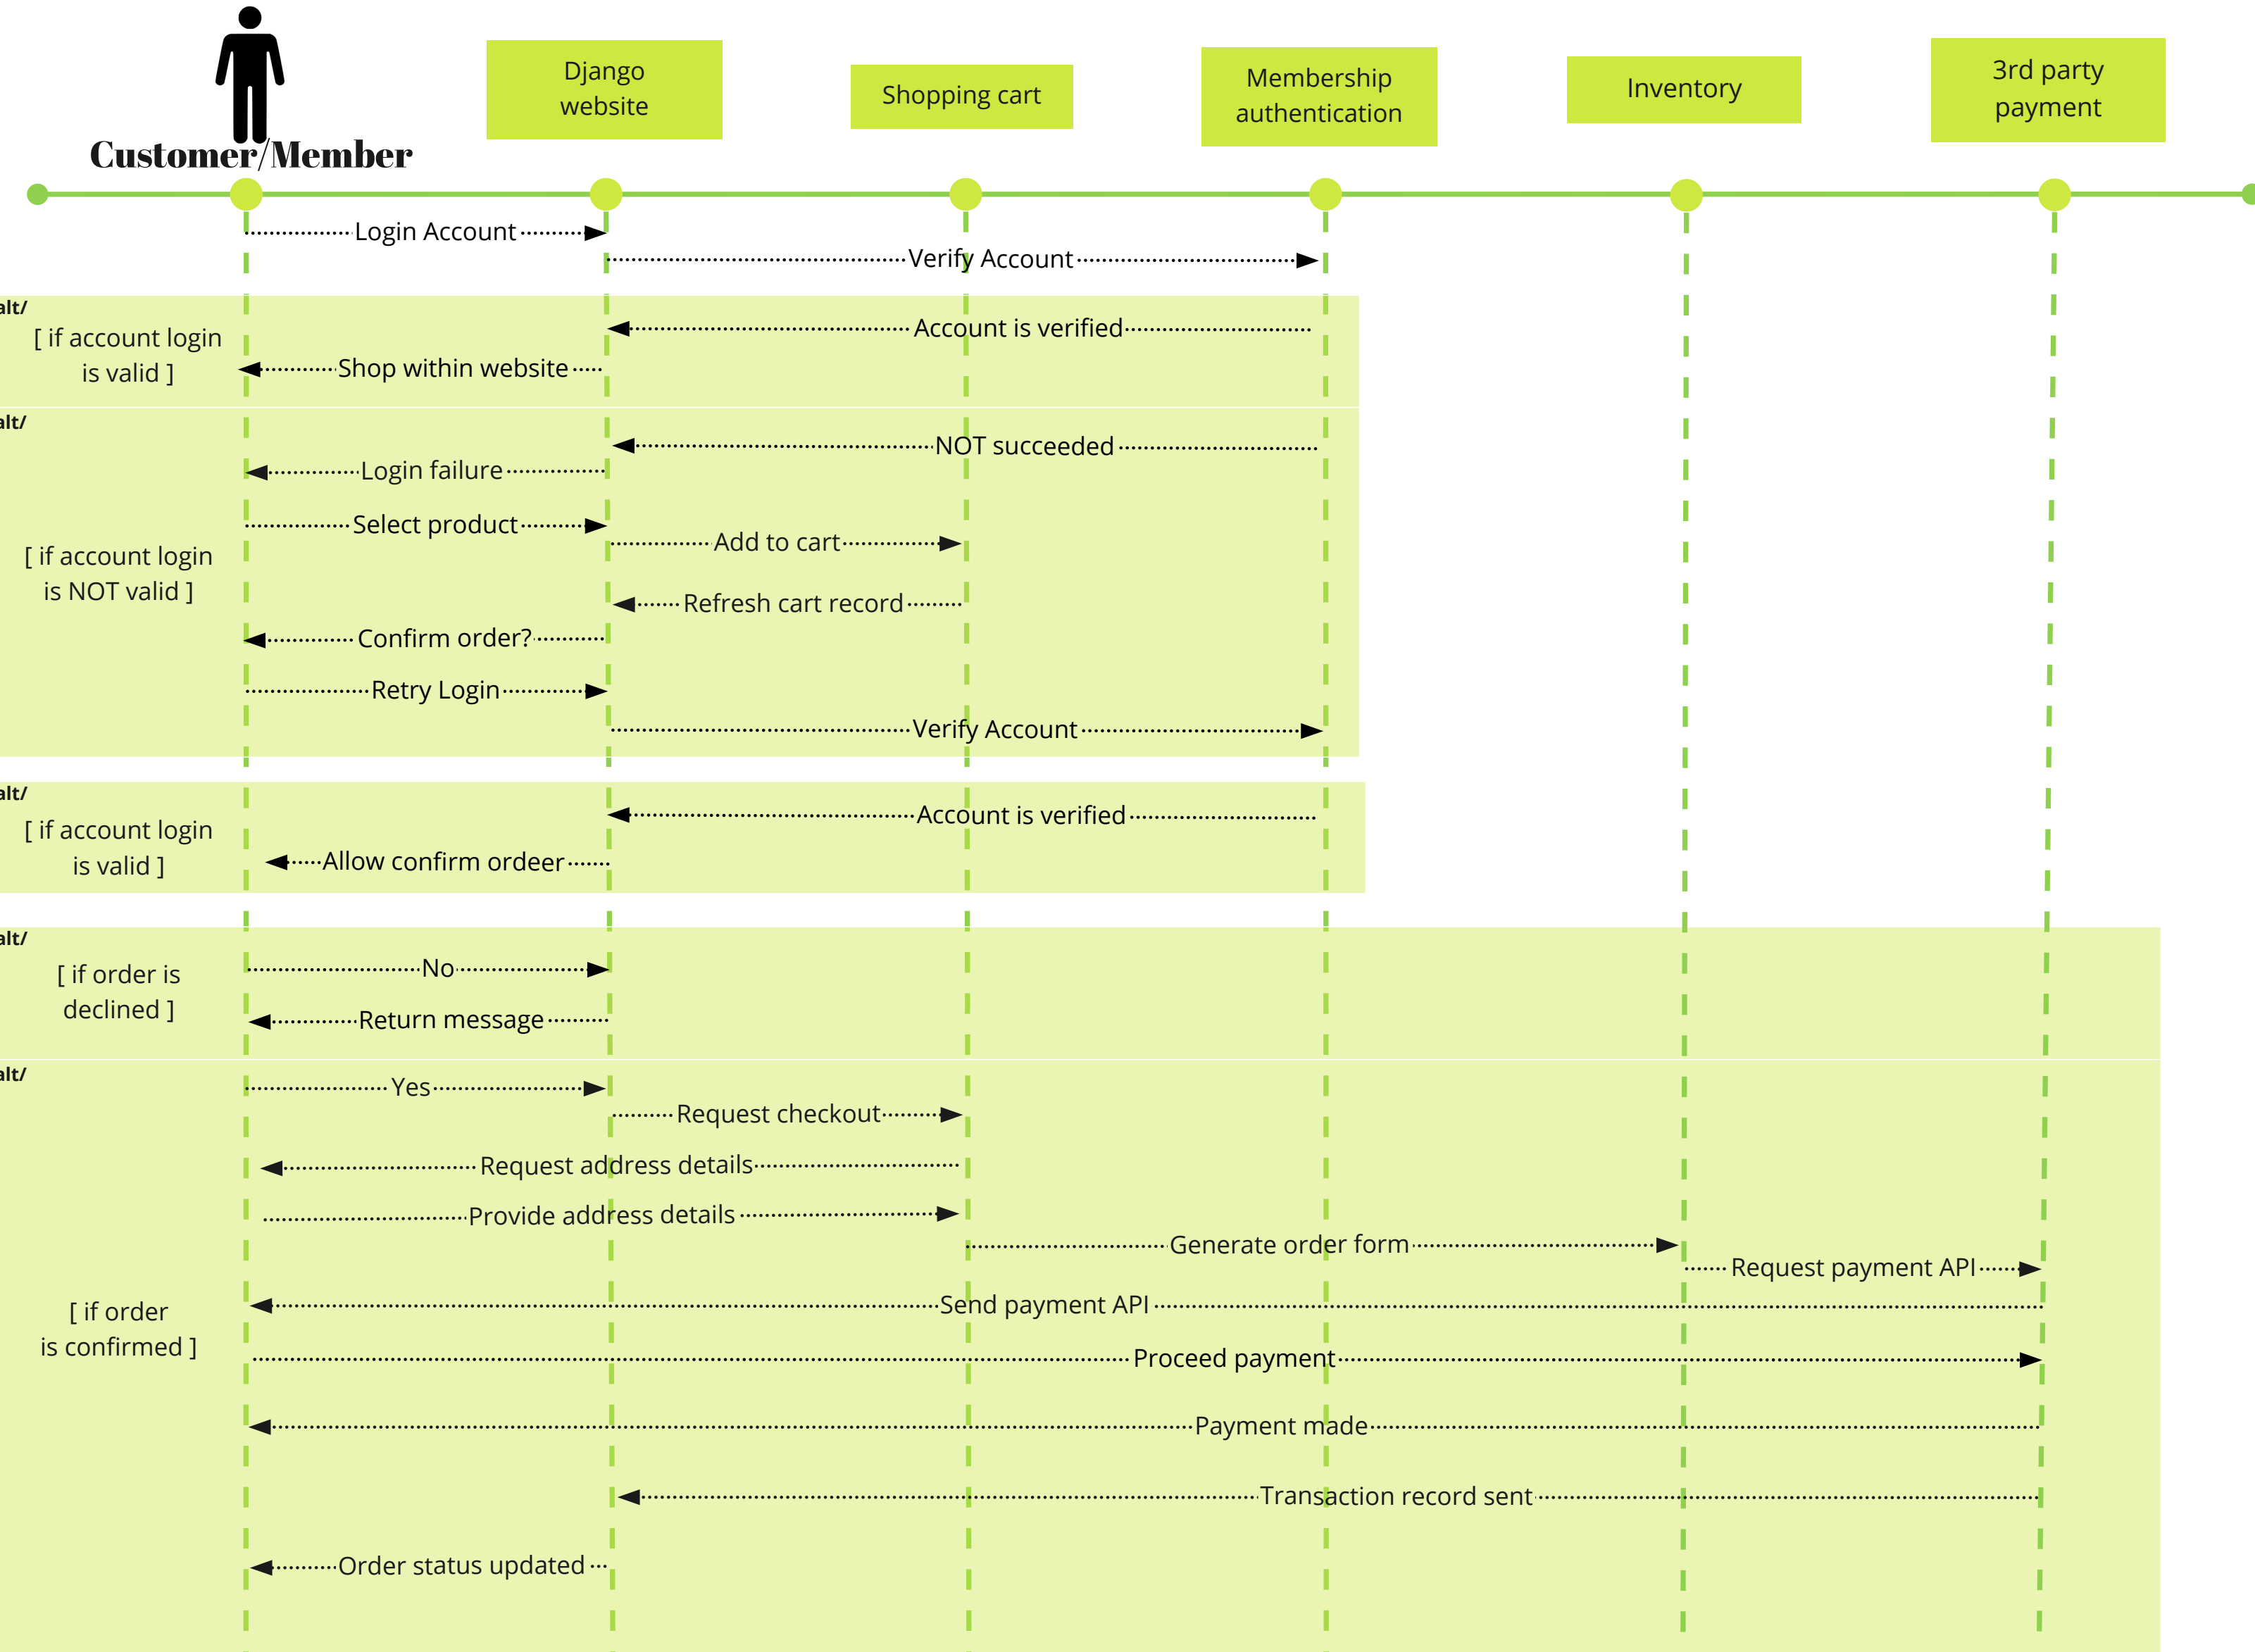 Customer/Member
Django
website
Shopping cart
Membership
authentication
Inventory
3rd party
payment
Login Account
Verify Account
alt/
[ if account login
is valid ]
Account is verified
Shop within website
alt/
[ if account login
is NOT valid ]
NOT succeeded
Login failure
Select product
Add to cart
Refresh cart record
Confirm order?
Retry Login
Verify Account
alt/
[ if account login
is valid ]
Account is verified
Allow confirm ordeer
alt/
[ if order is
declined ]
No
Return message
alt/
[ if order
is confirmed ]
Yes
Request checkout
Request address details
Provide address details
Generate order form
Request payment API
Send payment API
Proceed payment
Payment made
Transaction record sent
Order status updated